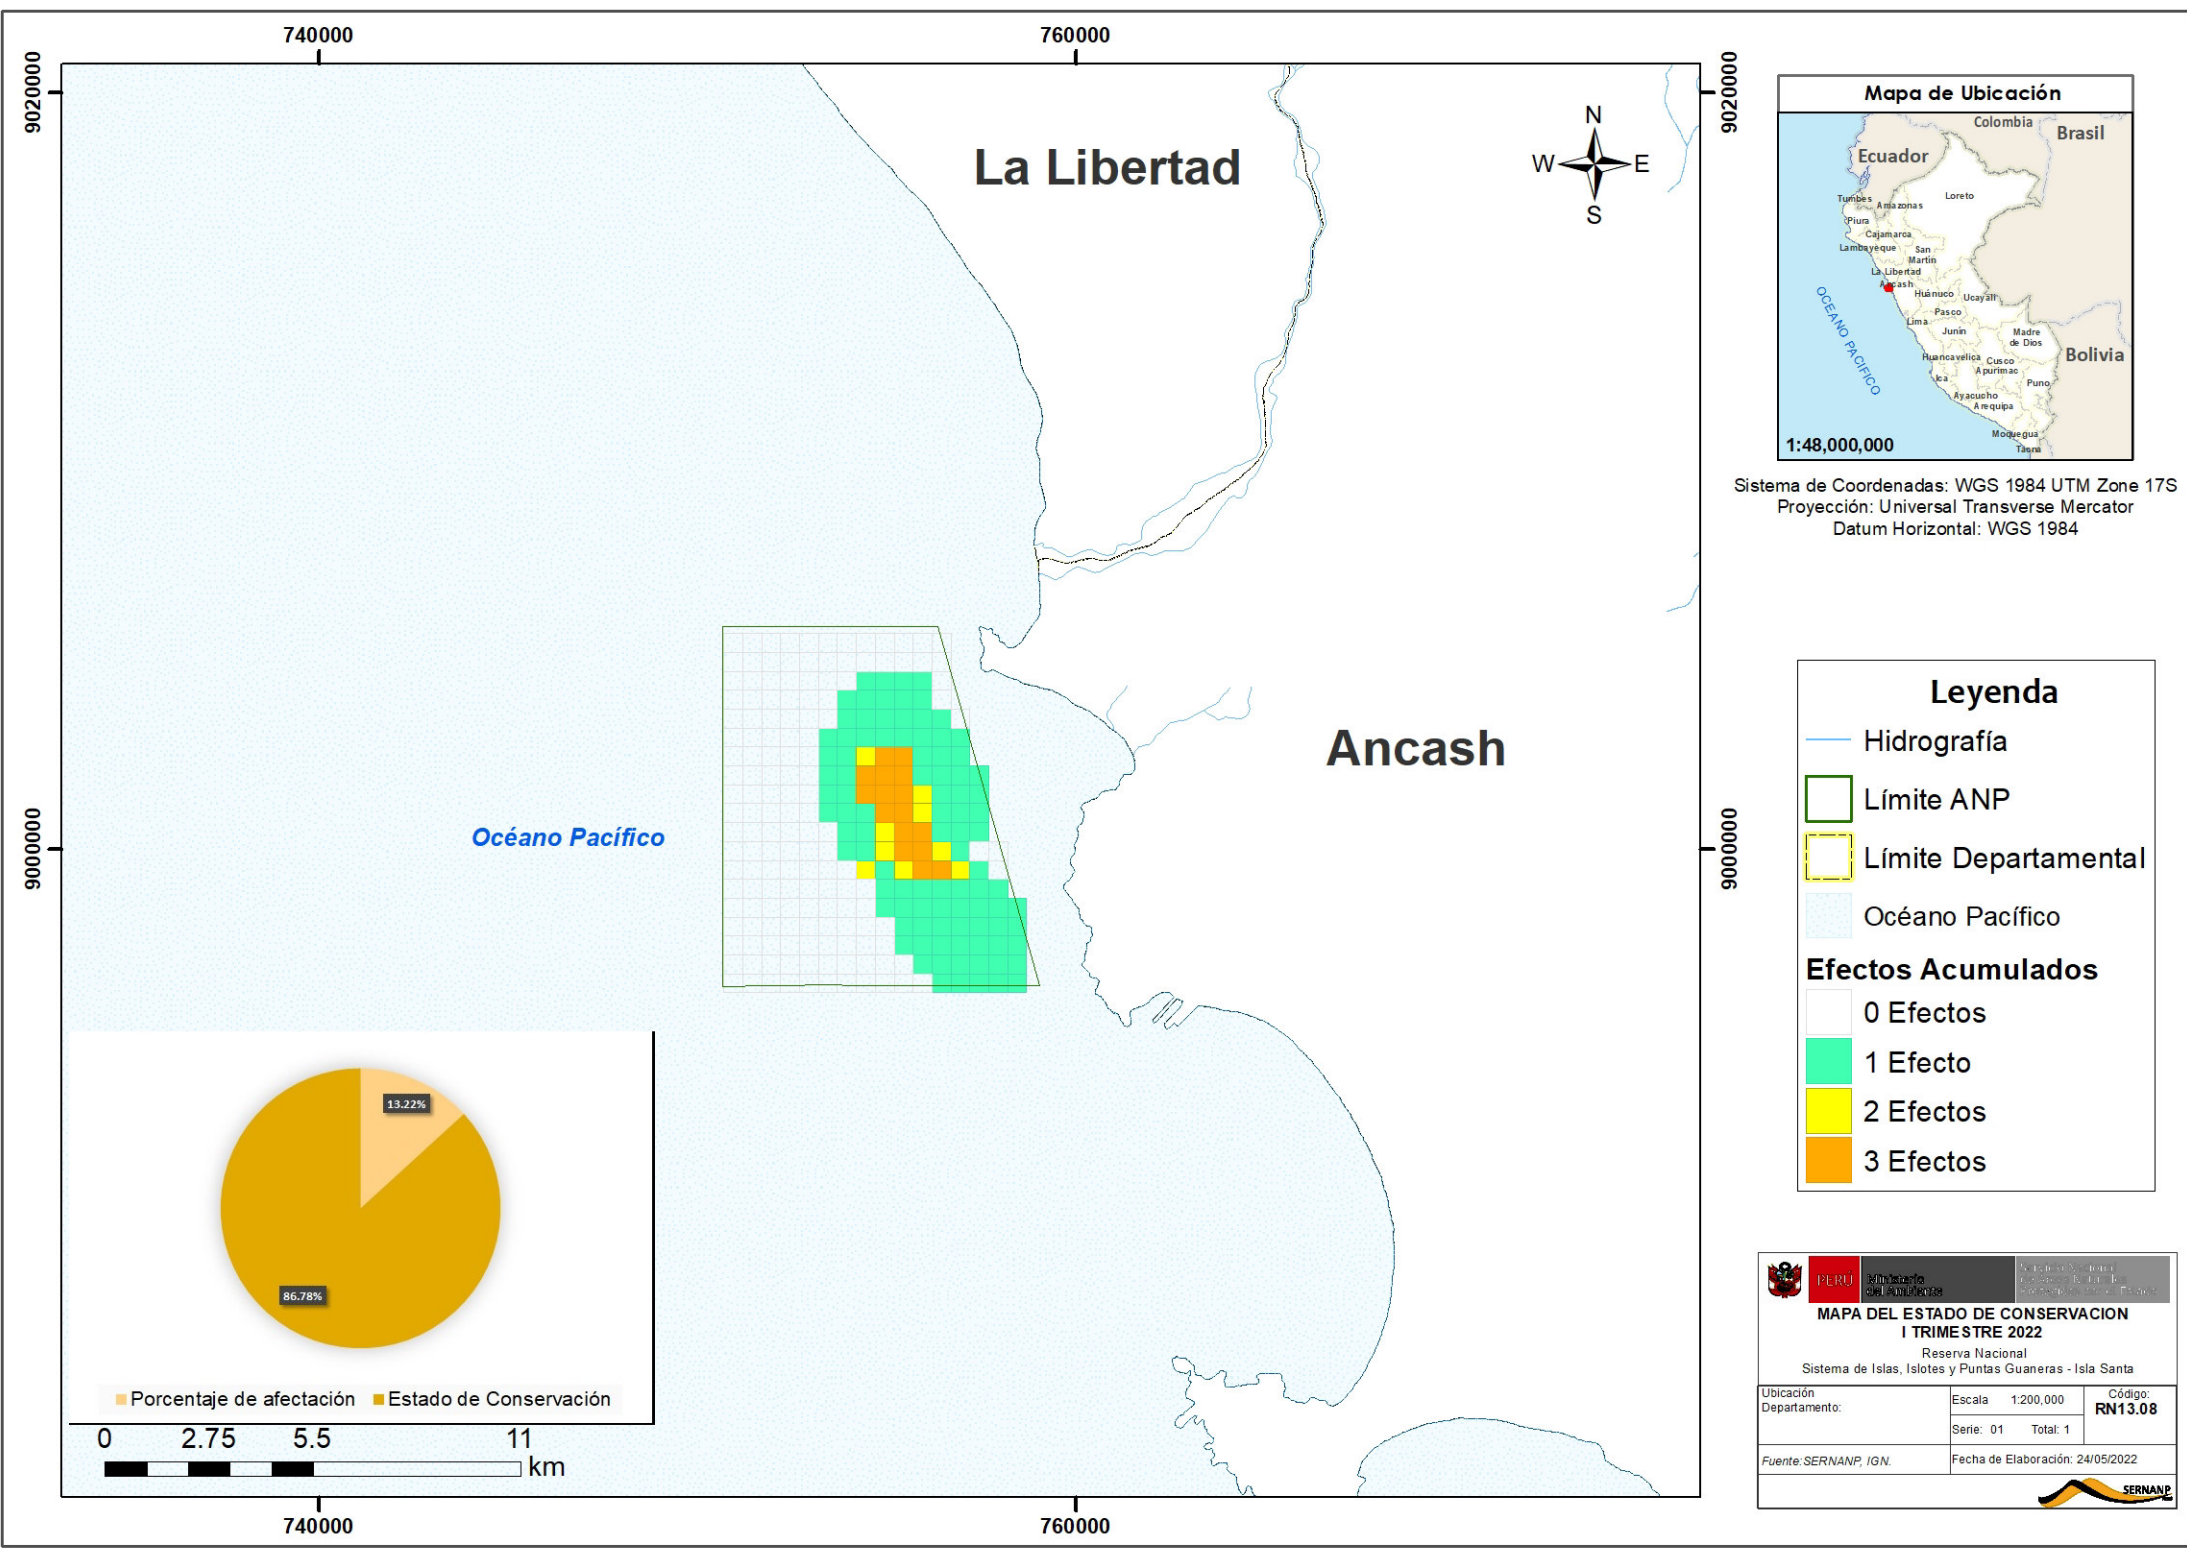 740000
760000
9020000
9020000
La Libertad
N
W
E
S
Ancash
Océano Pacífico
9000000
9000000
13.22%
86.78%
Porcentaje de afectación
Estado de Conservación
0
2.75
5.5
11
km
740000
760000
Mapa de Ubicación
Colombia
Brasil
Ecuador
Loreto
Tumbes
Amazonas
Piura
Cajamarca
Lambayeque
San
Martin
La Libertad
Ancash
Huánuco
Ucayali
Pasco
Lima
Junín
Madre
de Dios
Huancavelica
Cusco
Apurimac
Ica
Puno
Ayacucho
Arequipa
Moquegua
Tacna
Bolivia
OCEANO PACIFICO
1:48,000,000
Sistema de Coordenadas: WGS 1984 UTM Zone 17S
Proyección: Universal Transverse Mercator
Datum Horizontal: WGS 1984
Leyenda
Hidrografía
Límite ANP
Límite Departamental
Océano Pacífico
Efectos Acumulados
0 Efectos
1 Efecto
2 Efectos
3 Efectos
PERÚ
Ministerio
del Ambiente
MAPA DEL ESTADO DE CONSERVACION
I TRIMESTRE 2022
Reserva Nacional
Sistema de Islas, Islotes y Puntas Guaneras - Isla Santa
Ubicación
Departamento:
Escala 1:200,000
Código:
RN13.08
Serie: 01 Total: 1
Fuente:SERNANP, IGN.
Fecha de Elaboración: 24/05/2022
SERNANP